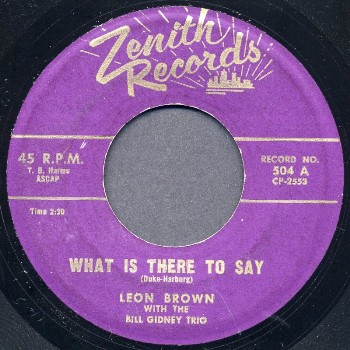 Zenith
Records
45 R.P.M.
T. B. Harms
ASCAP
Time 2:20
RECORD NO.
504 A
CP-2553
WHAT IS THERE TO SAY
(Duke-Harburg)
LEON BROWN
WITH THE
BILL GIDNEY TRIO